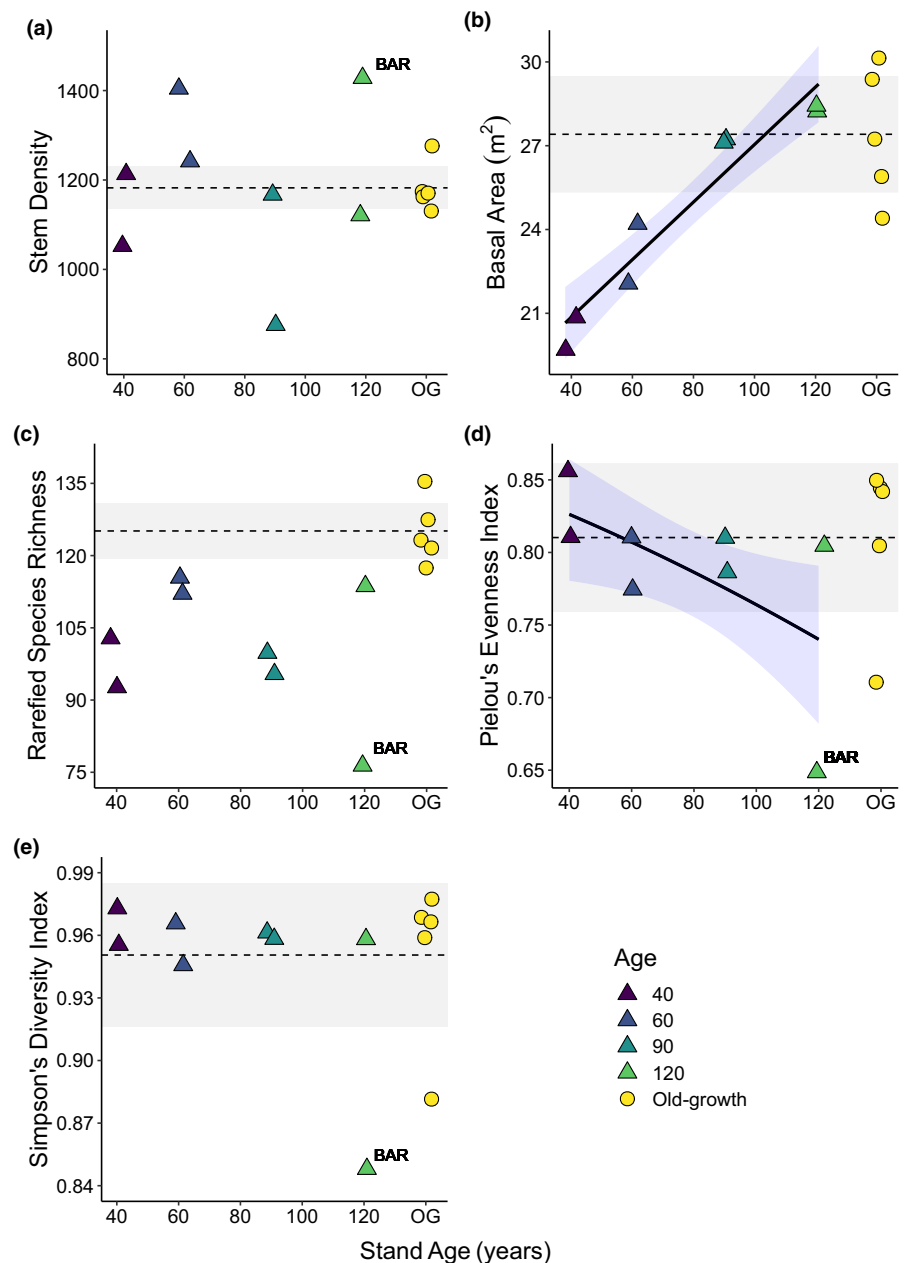 (a)
Stem Density
1400
1200
1000
800
BAR
40 60 80 100 120 OG
(b)
Basal Area (m²)
30
27
24
21
40 60 80 100 120 OG
(c)
Rarefied Species Richness
135
120
105
90
75
BAR
40 60 80 100 120 OG
(d)
Pielou's Evenness Index
0.85
0.80
0.75
0.70
0.65
BAR
40 60 80 100 120 OG
(e)
Simpson's Diversity Index
0.99
0.96
0.93
0.90
0.87
0.84
BAR
40 60 80 100 120 OG
Age
40
60
90
120
Old-growth
Stand Age (years)